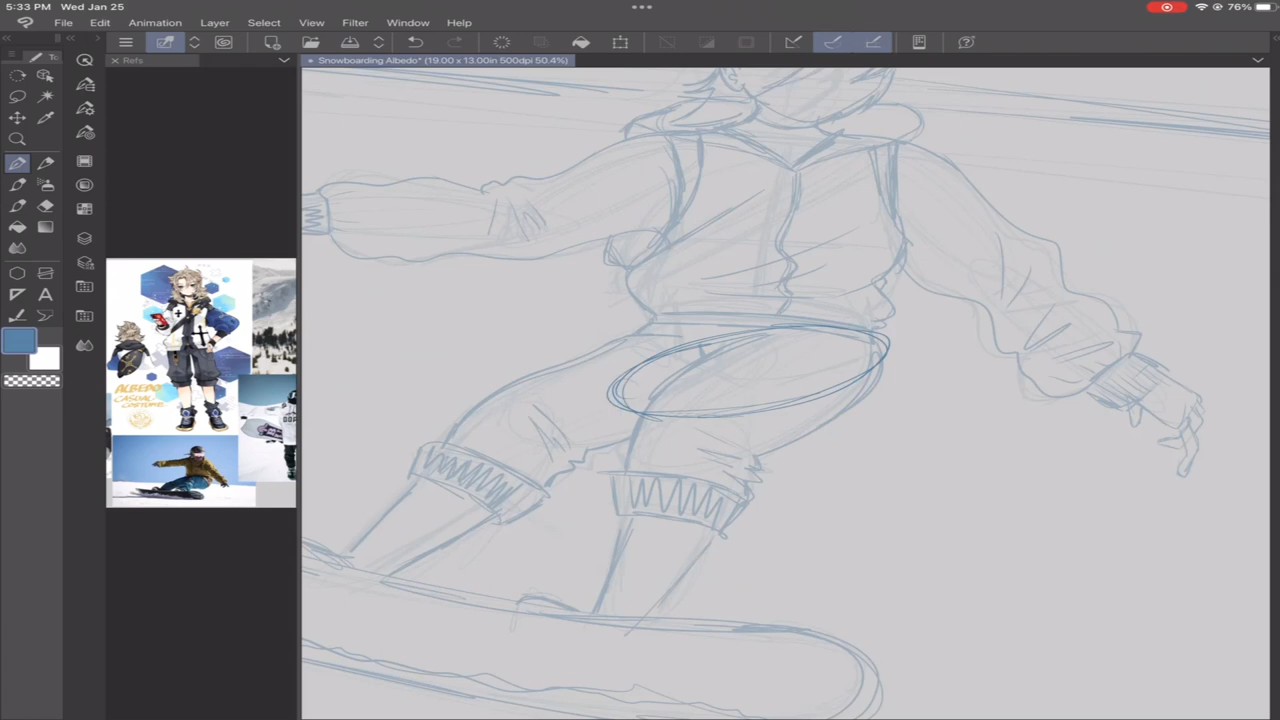 5:33 PM Wed Jan 25
76%
File Edit Animation Layer Select View Filter Window Help
Refs
Snowboarding Albedo* (19.00 x 13.00in 500dpi 50.4%)
ALBEDO
CASUAL
COSTUME